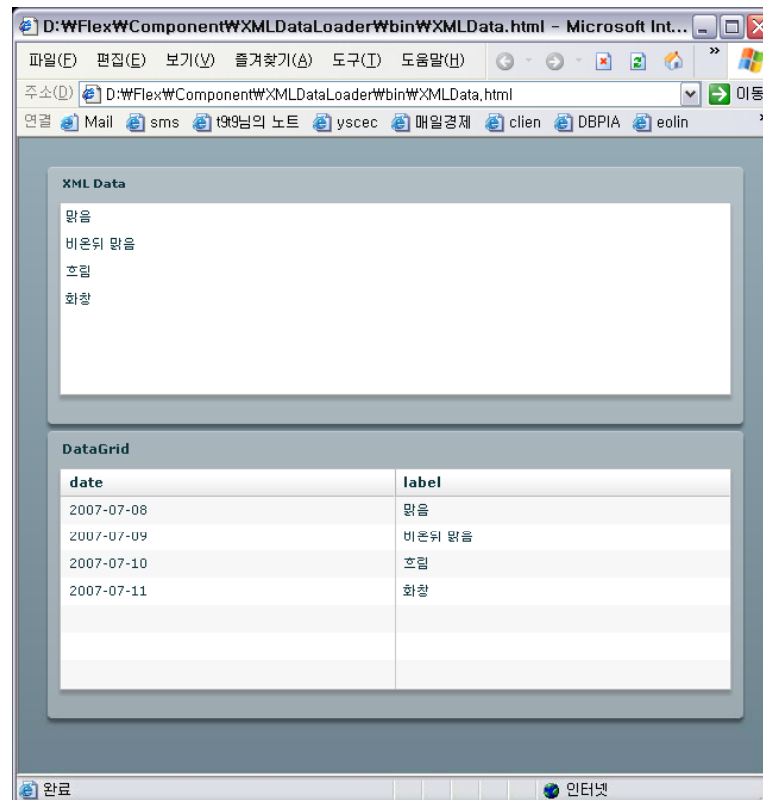 D:₩Flex₩Component₩XMLDataLoader₩bin₩XMLData.html - Microsoft Int...
파일(F) 편집(E) 보기(V) 즐겨찾기(A) 도구(T) 도움말(H) »
주소(D) D:₩Flex₩Component₩XMLDataLoader₩bin₩XMLData.html 이동
연결 Mail sms t9t9님의 노트 yscec 매일경제 clien DBPIA eolin »
XML Data
맑음
비온뒤 맑음
흐림
화창
DataGrid
date label
2007-07-08 맑음
2007-07-09 비온뒤 맑음
2007-07-10 흐림
2007-07-11 화창
완료 인터넷